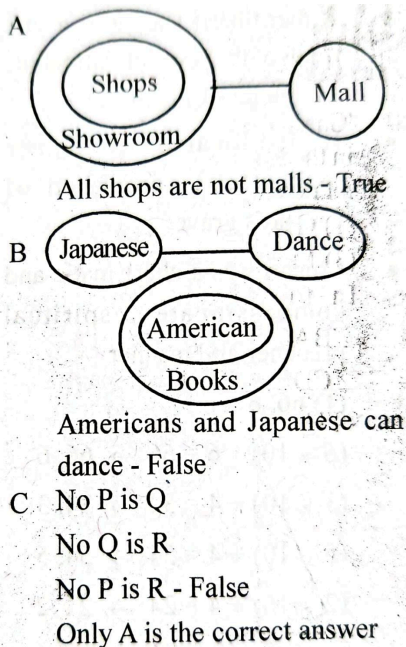 A
Shops
Showroom
Mall
All shops are not malls - True
B
Japanese
Dance
American
Books
Americans and Japanese can
dance - False
C No P is Q
No Q is R
No P is R - False
Only A is the correct answer